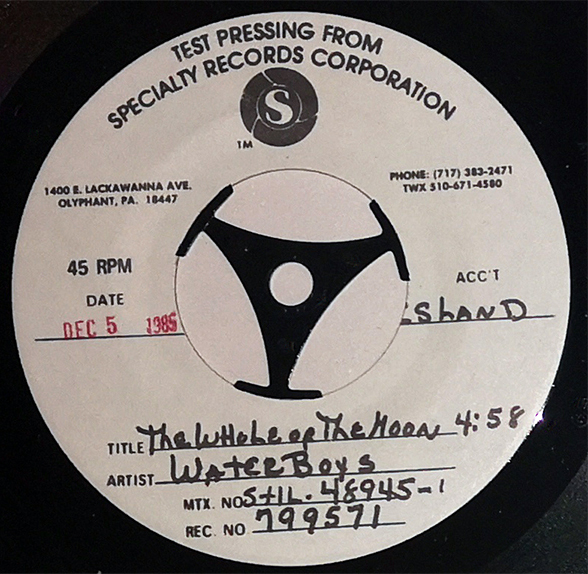 TEST PRESSING FROM
SPECIALTY RECORDS CORPORATION
S
TM
1400 E. LACKAWANNA AVE.
OLYPHANT, PA. 18447
PHONE: (717) 383-2471
TWX 510-671-4580
45 RPM
DATE
DEC 5 1985
ACC'T
ISLAND
TITLE The Whole of The Moon 4:58
ARTIST WaterBoys
MTX. NO S+1L-48945-1
REC. NO 799571